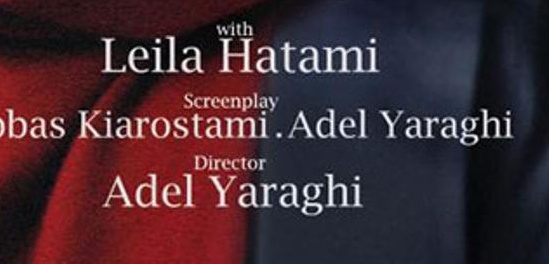 with
Leila Hatami
Screenplay
bbas Kiarostami . Adel Yaraghi
Director
Adel Yaraghi